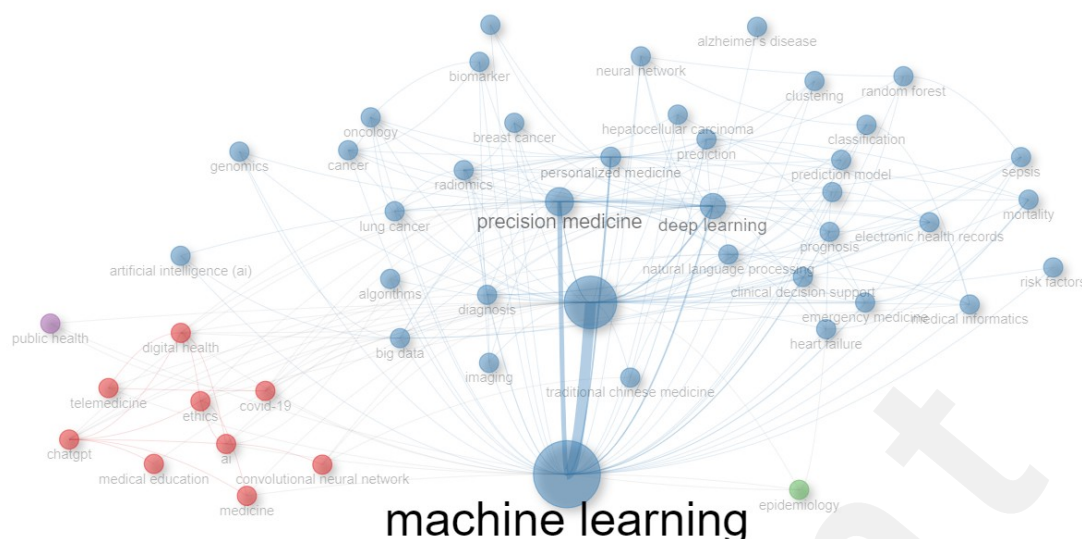 alzheimer's disease
biomarker
neural network
clustering
random forest
oncology
breast cancer
hepatocellular carcinoma
classification
genomics
cancer
prediction
radiomics
personalized medicine
prediction model
sepsis
lung cancer
precision medicine
deep learning
mortality
prognosis
electronic health records
artificial intelligence (ai)
natural language processing
algorithms
clinical decision support
risk factors
diagnosis
emergency medicine
medical informatics
public health
digital health
big data
heart failure
imaging
traditional chinese medicine
telemedicine
ethics
covid-19
chatgpt
ai
medical education
convolutional neural network
medicine
epidemiology
machine learning